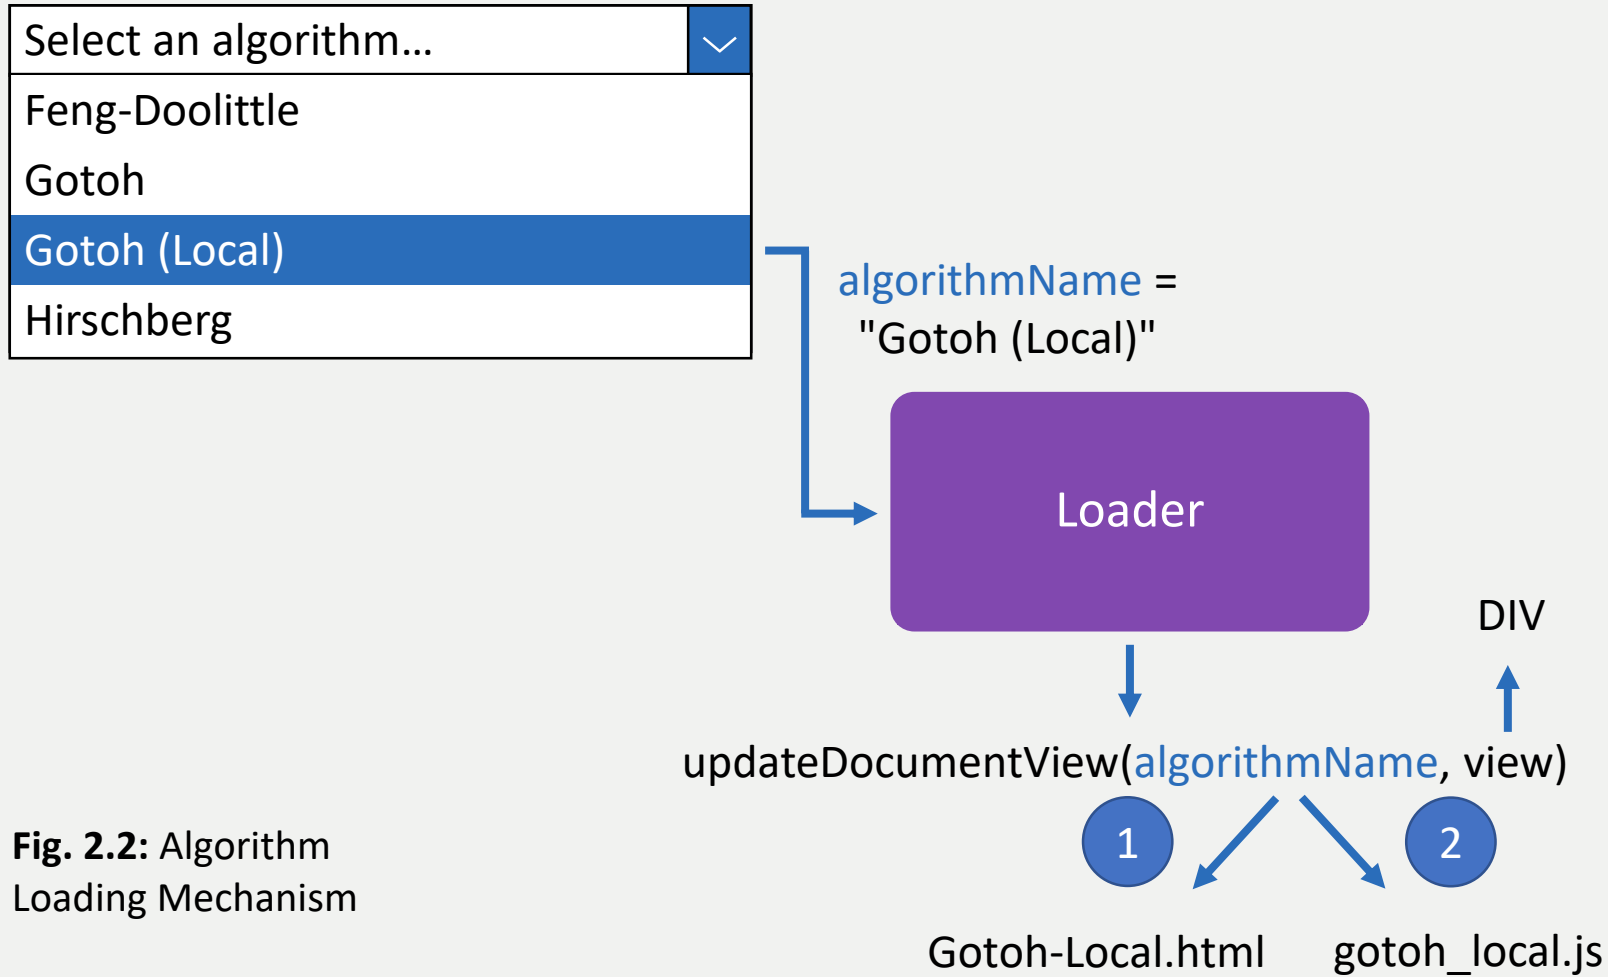 Select an algorithm...
Feng-Doolittle
Gotoh
Gotoh (Local)
Hirschberg
algorithmName =
"Gotoh (Local)"
Loader
DIV
updateDocumentView(algorithmName, view)
1
2
Gotoh-Local.html
gotoh_local.js
Fig. 2.2: Algorithm
Loading Mechanism